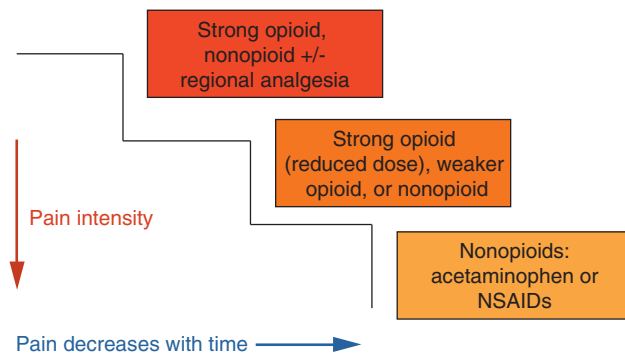 Strong opioid,
nonopioid +/-
regional analgesia
Strong opioid
(reduced dose), weaker
opioid, or nonopioid
Pain intensity
Nonopioids:
acetaminophen or
NSAIDs
Pain decreases with time